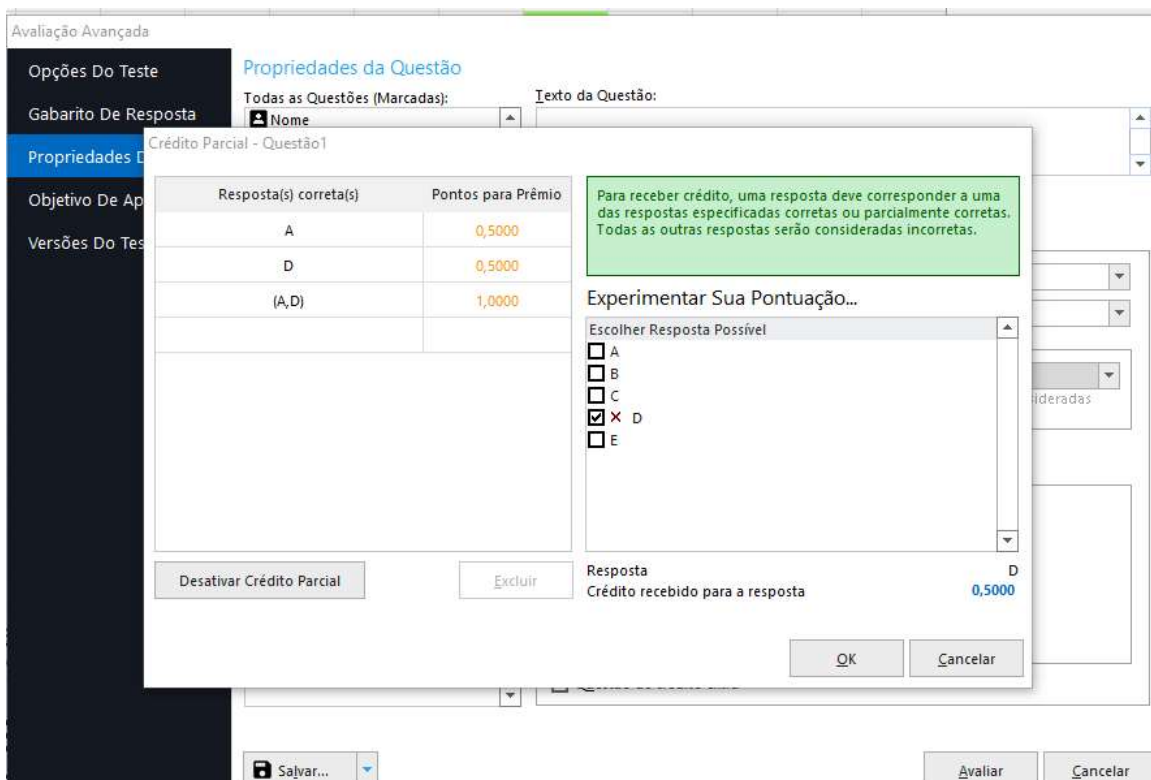 Avaliação Avançada
Opções Do Teste
Gabarito De Resposta
Propriedades D
Objetivo De Ap
Versões Do Tes
Propriedades da Questão
Todas as Questões (Marcadas):
Nome
Texto da Questão:
Crédito Parcial - Questão1
Resposta(s) correta(s) Pontos para Prêmio
A 0,5000
D 0,5000
(A,D) 1,0000
Para receber crédito, uma resposta deve corresponder a uma
das respostas especificadas corretas ou parcialmente corretas.
Todas as outras respostas serão consideradas incorretas.
Experimentar Sua Pontuação...
Escolher Resposta Possível
A
B
C
D
E
ideradas
Desativar Crédito Parcial
Excluir
Resposta D
Crédito recebido para a resposta 0,5000
OK
Cancelar
Salvar...
Avaliar
Cancelar